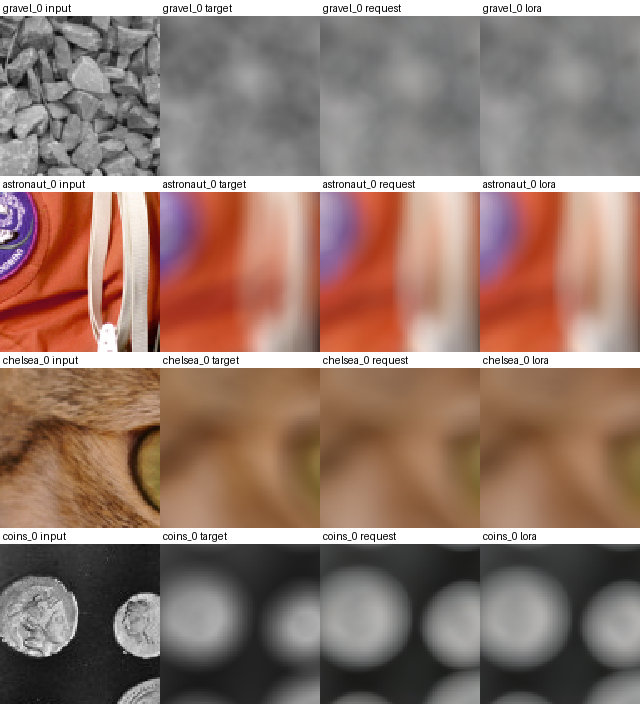 gravel_0 input gravel_0 target gravel_0 request gravel_0 lora
astronaut_0 input astronaut_0 target astronaut_0 request astronaut_0 lora
chelsea_0 input chelsea_0 target chelsea_0 request chelsea_0 lora
coins_0 input coins_0 target coins_0 request coins_0 lora